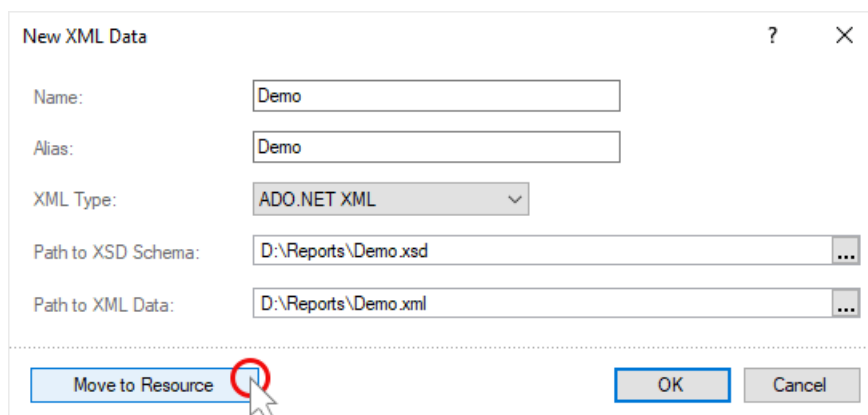 New XML Data ?
Name: Demo
Alias: Demo
XML Type: ADO.NET XML
Path to XSD Schema: D:\Reports\Demo.xsd ...
Path to XML Data: D:\Reports\Demo.xml ...
Move to Resource OK Cancel